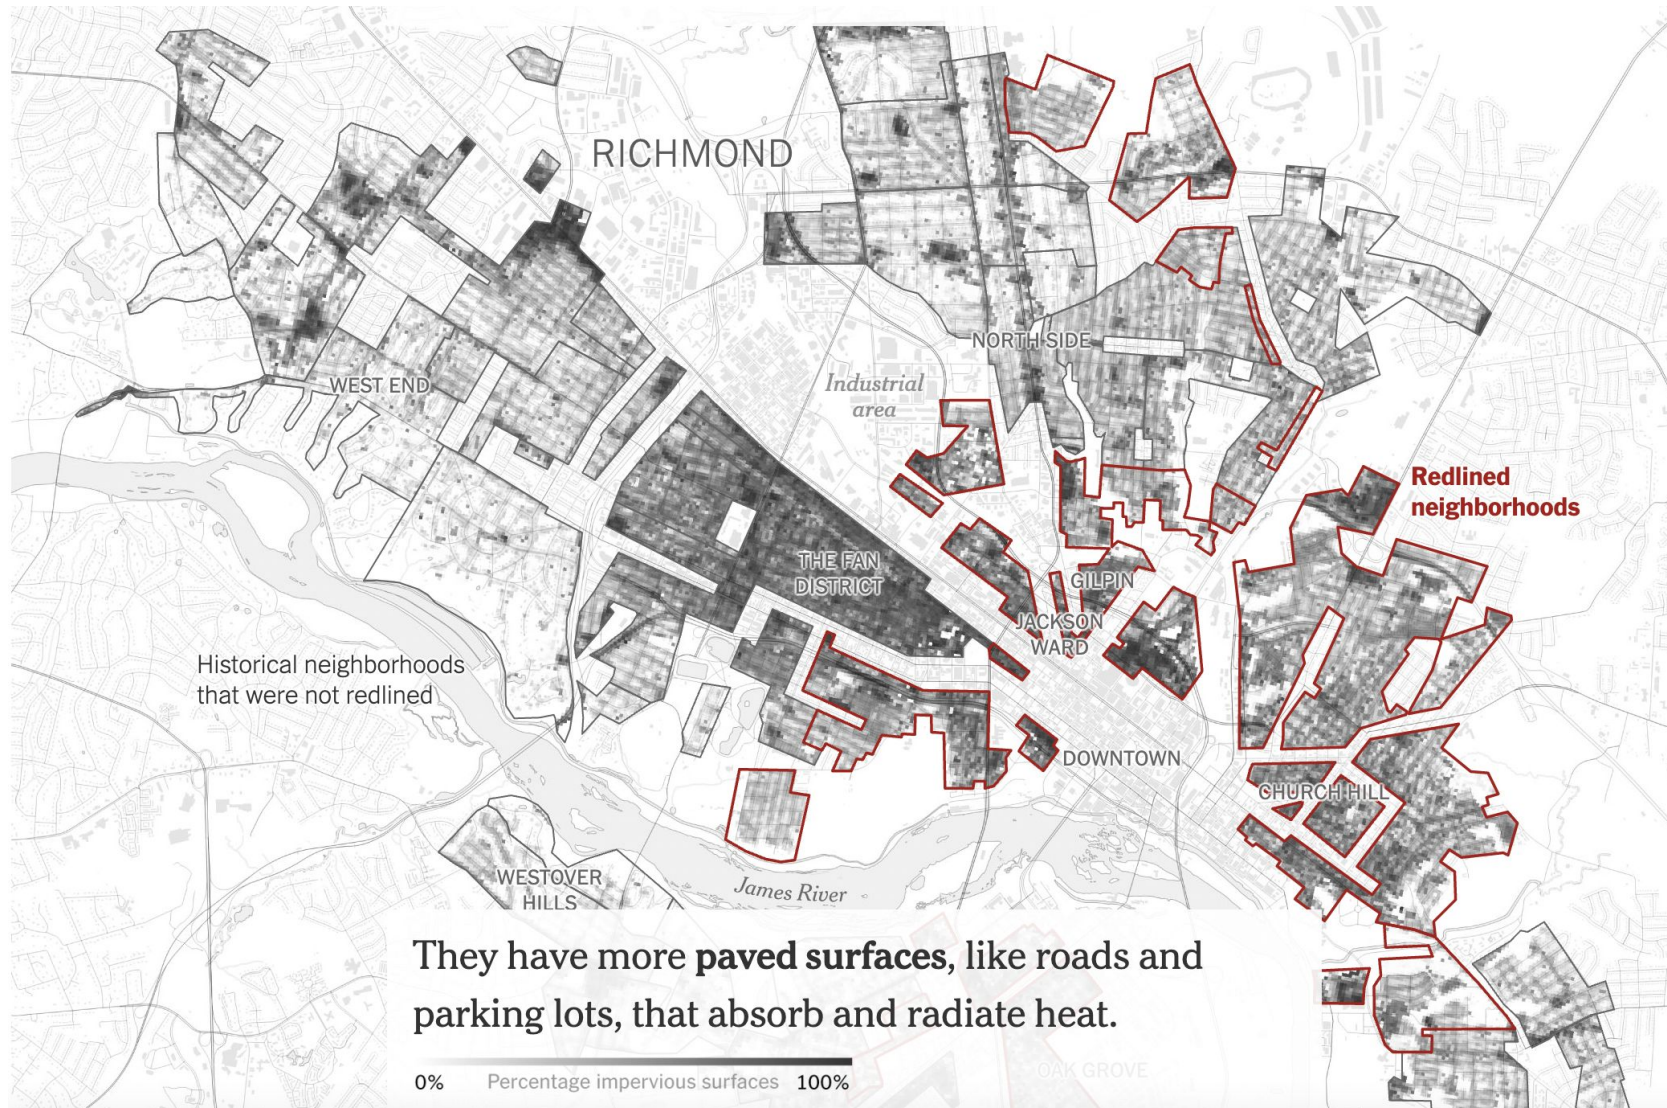 RICHMOND
NORTH SIDE
Industrial
area
WEST END
Redlined
neighborhoods
THE FAN
DISTRICT
GILPIN
JACKSON
WARD
Historical neighborhoods
that were not redlined
DOWNTOWN
CHURCH HILL
WESTOVER
HILLS
James River
They have more paved surfaces, like roads and
parking lots, that absorb and radiate heat.
OAK GROVE
0% Percentage impervious surfaces 100%